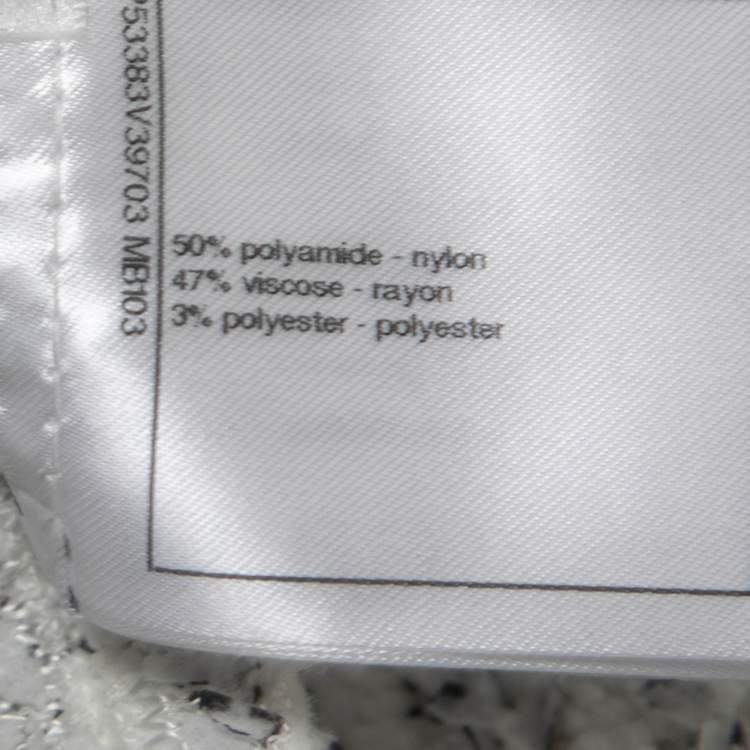 P53383V39703 MB103
50% polyamide - nylon
47% viscose - rayon
3% polyester - polyester